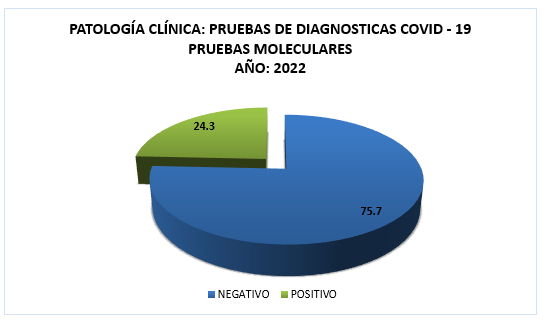 PATOLOGÍA CLÍNICA: PRUEBAS DE DIAGNOSTICAS COVID - 19
PRUEBAS MOLECULARES
AÑO: 2022
24.3
75.7
NEGATIVO POSITIVO